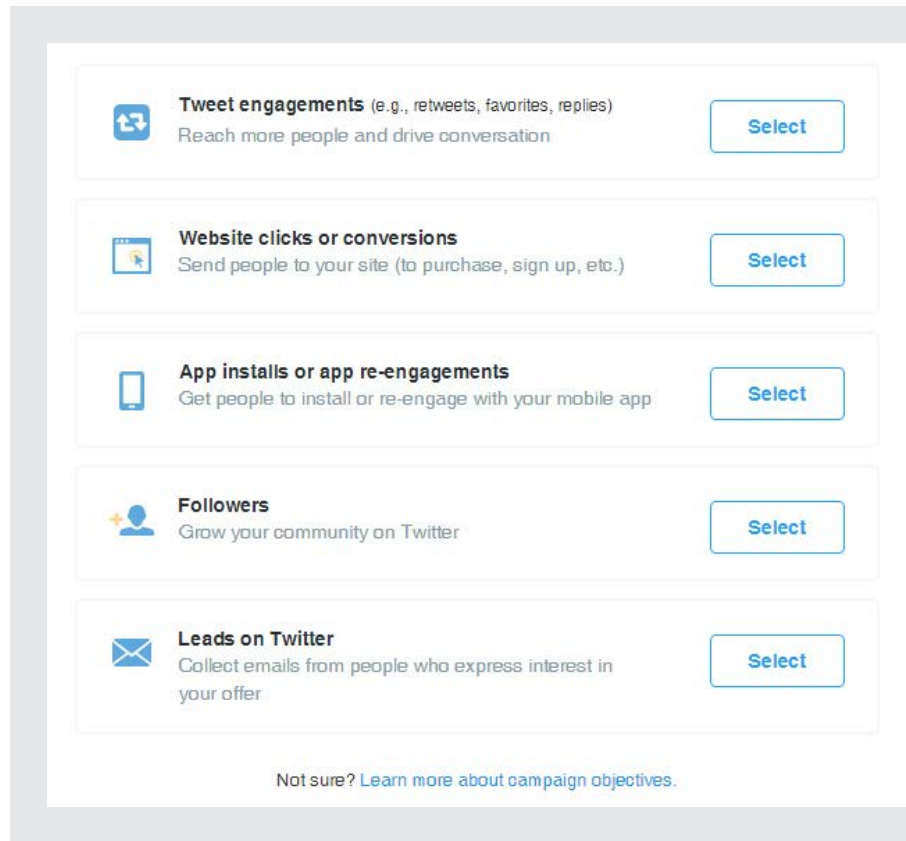 Tweet engagements (e.g., retweets, favorites, replies)
Reach more people and drive conversation
Select
Website clicks or conversions
Send people to your site (to purchase, sign up, etc.)
Select
App installs or app re-engagements
Get people to install or re-engage with your mobile app
Select
Followers
Grow your community on Twitter
Select
Leads on Twitter
Collect emails from people who express interest in
your offer
Select
Not sure? Learn more about campaign objectives.